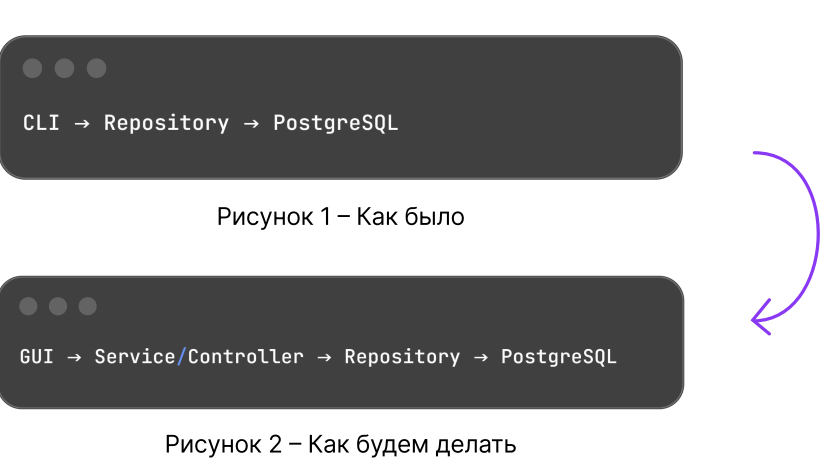 CLI → Repository → PostgreSQL
Рисунок 1 – Как было
GUI → Service/Controller → Repository → PostgreSQL
Рисунок 2 – Как будем делать